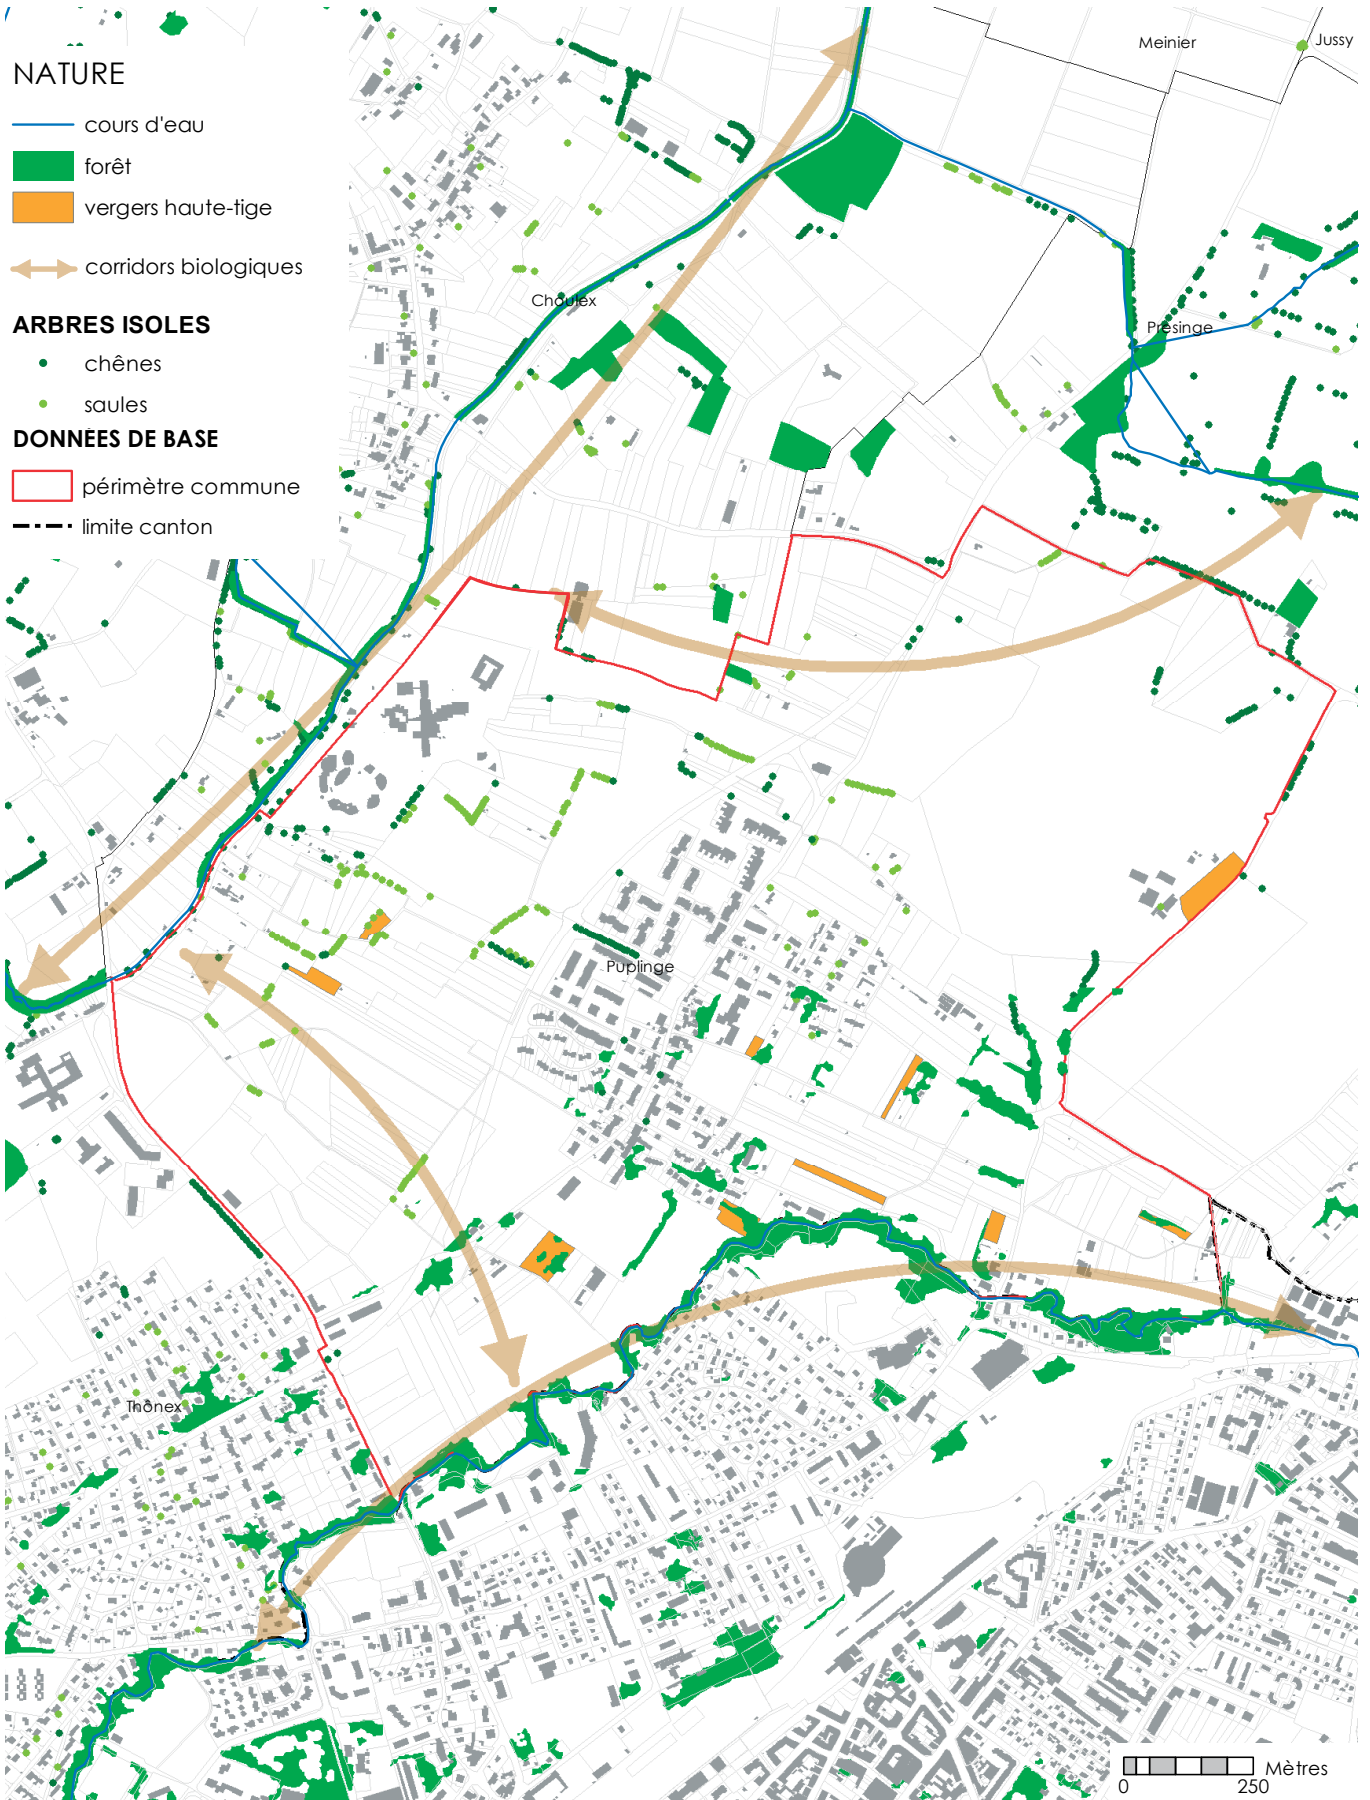 NATURE
cours d'eau
forêt
vergers haute-tige
corridors biologiques
ARBRES ISOLES
chênes
saules
DONNÉES DE BASE
périmètre commune
limite canton
Meinier
Jussy
Choulex
Présinge
Puplinge
Thônex
Mètres
0 250